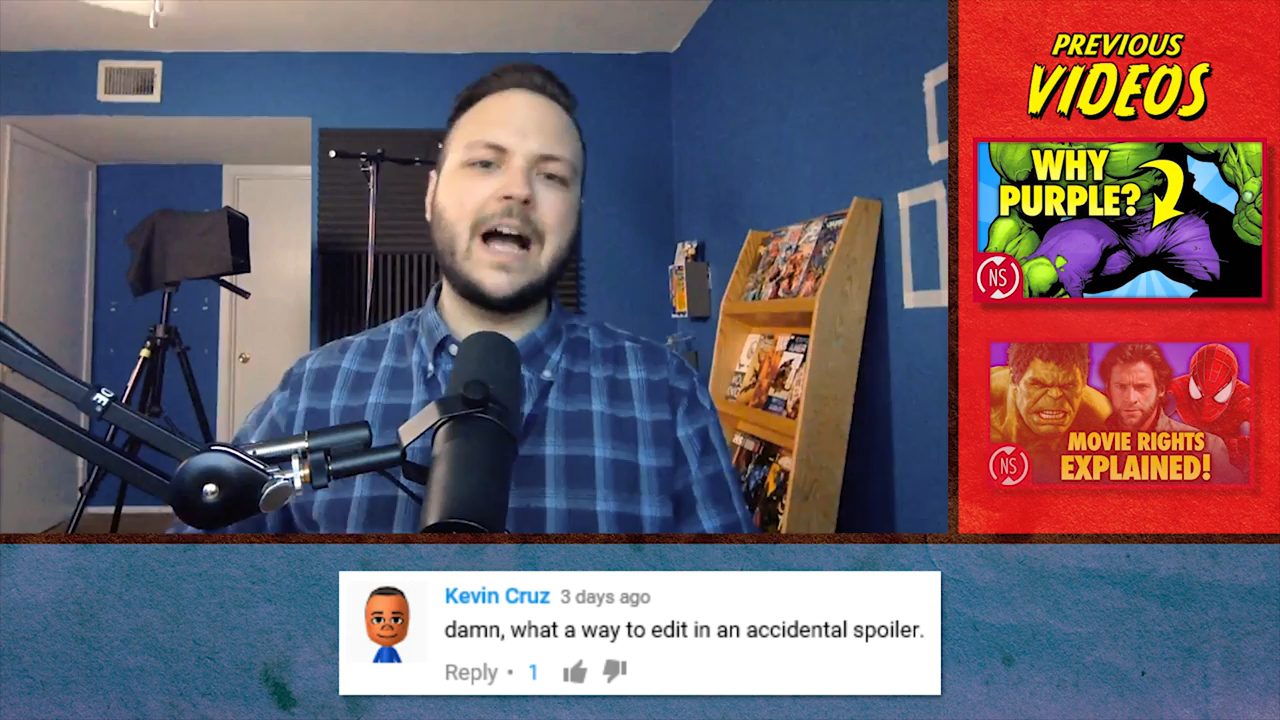 PREVIOUS
VIDEOS
WHY
PURPLE?
NS
MOVIE RIGHTS
EXPLAINED!
NS
Kevin Cruz 3 days ago
damn, what a way to edit in an accidental spoiler.
Reply • 1